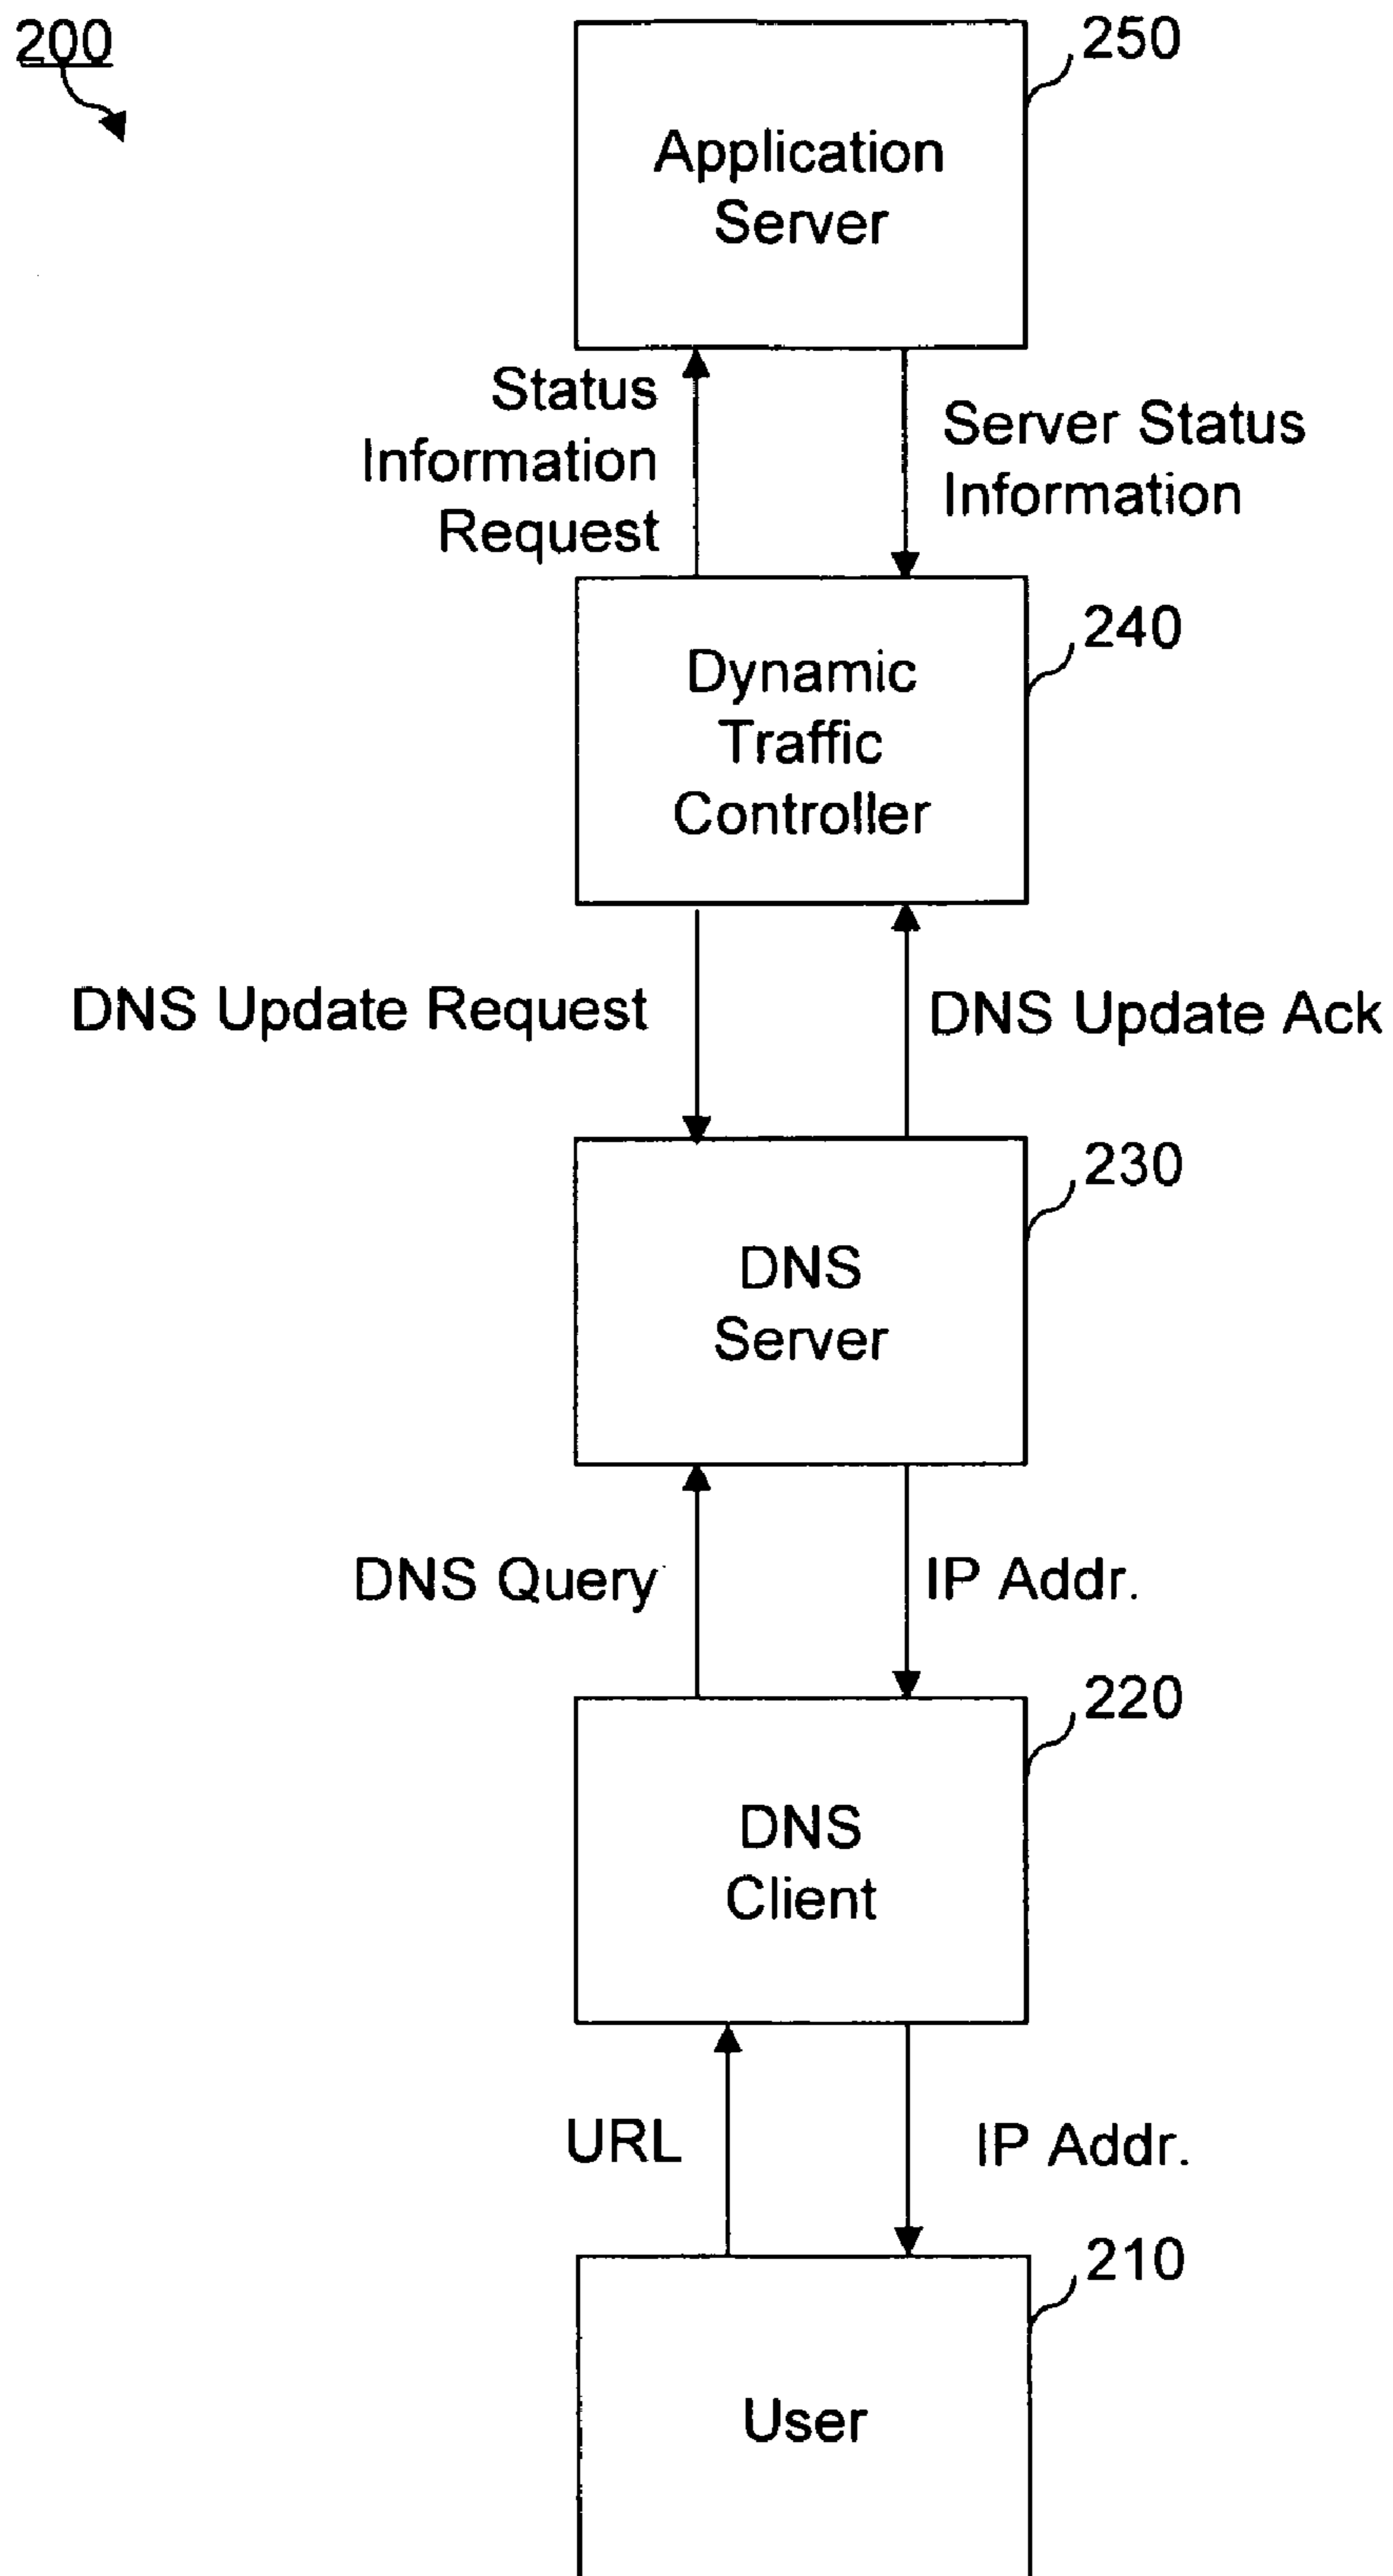 200
250
Application
Server
Status
Information
Request
Server Status
Information
240
Dynamic
Traffic
Controller
DNS Update Request
DNS Update Ack
230
DNS
Server
DNS Query
IP Addr.
220
DNS
Client
URL
IP Addr.
210
User